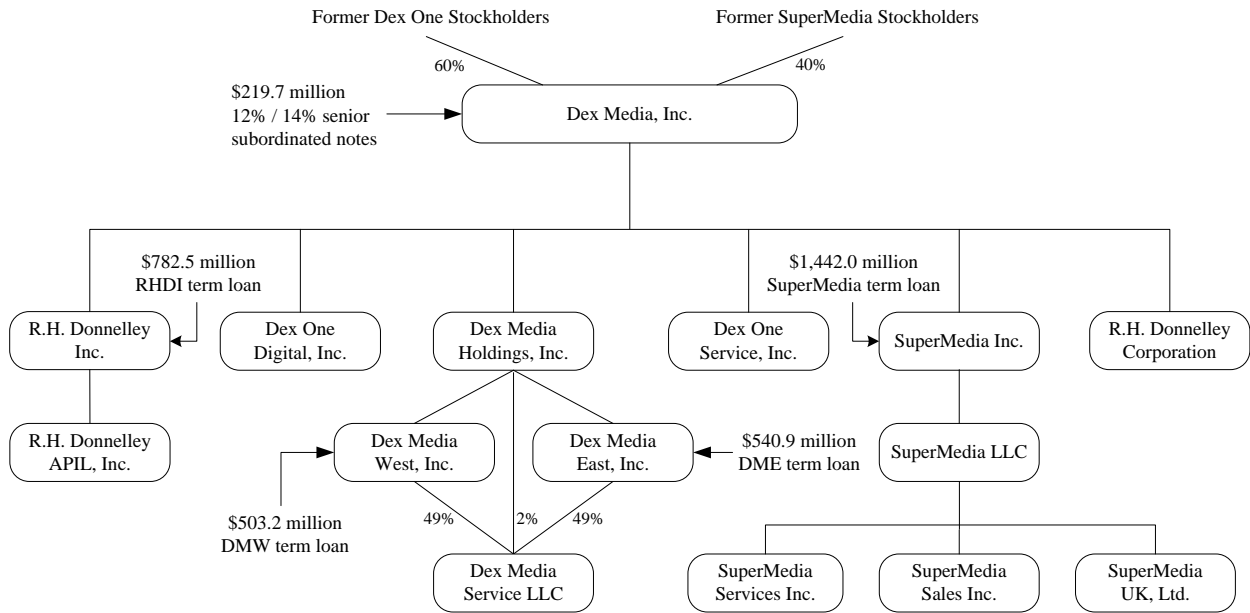 Former Dex One Stockholders
Former SuperMedia Stockholders
60%
40%
$219.7 million
12% / 14% senior
subordinated notes
Dex Media, Inc.
$782.5 million
RHDI term loan
$1,442.0 million
SuperMedia term loan
R.H. Donnelley
Inc.
Dex One
Digital, Inc.
Dex Media
Holdings, Inc.
Dex One
Service, Inc.
SuperMedia Inc.
R.H. Donnelley
Corporation
R.H. Donnelley
APIL, Inc.
Dex Media
West, Inc.
Dex Media
East, Inc.
$540.9 million
DME term loan
SuperMedia LLC
$503.2 million
DMW term loan
49%
2%
49%
Dex Media
Service LLC
SuperMedia
Services Inc.
SuperMedia
Sales Inc.
SuperMedia
UK, Ltd.